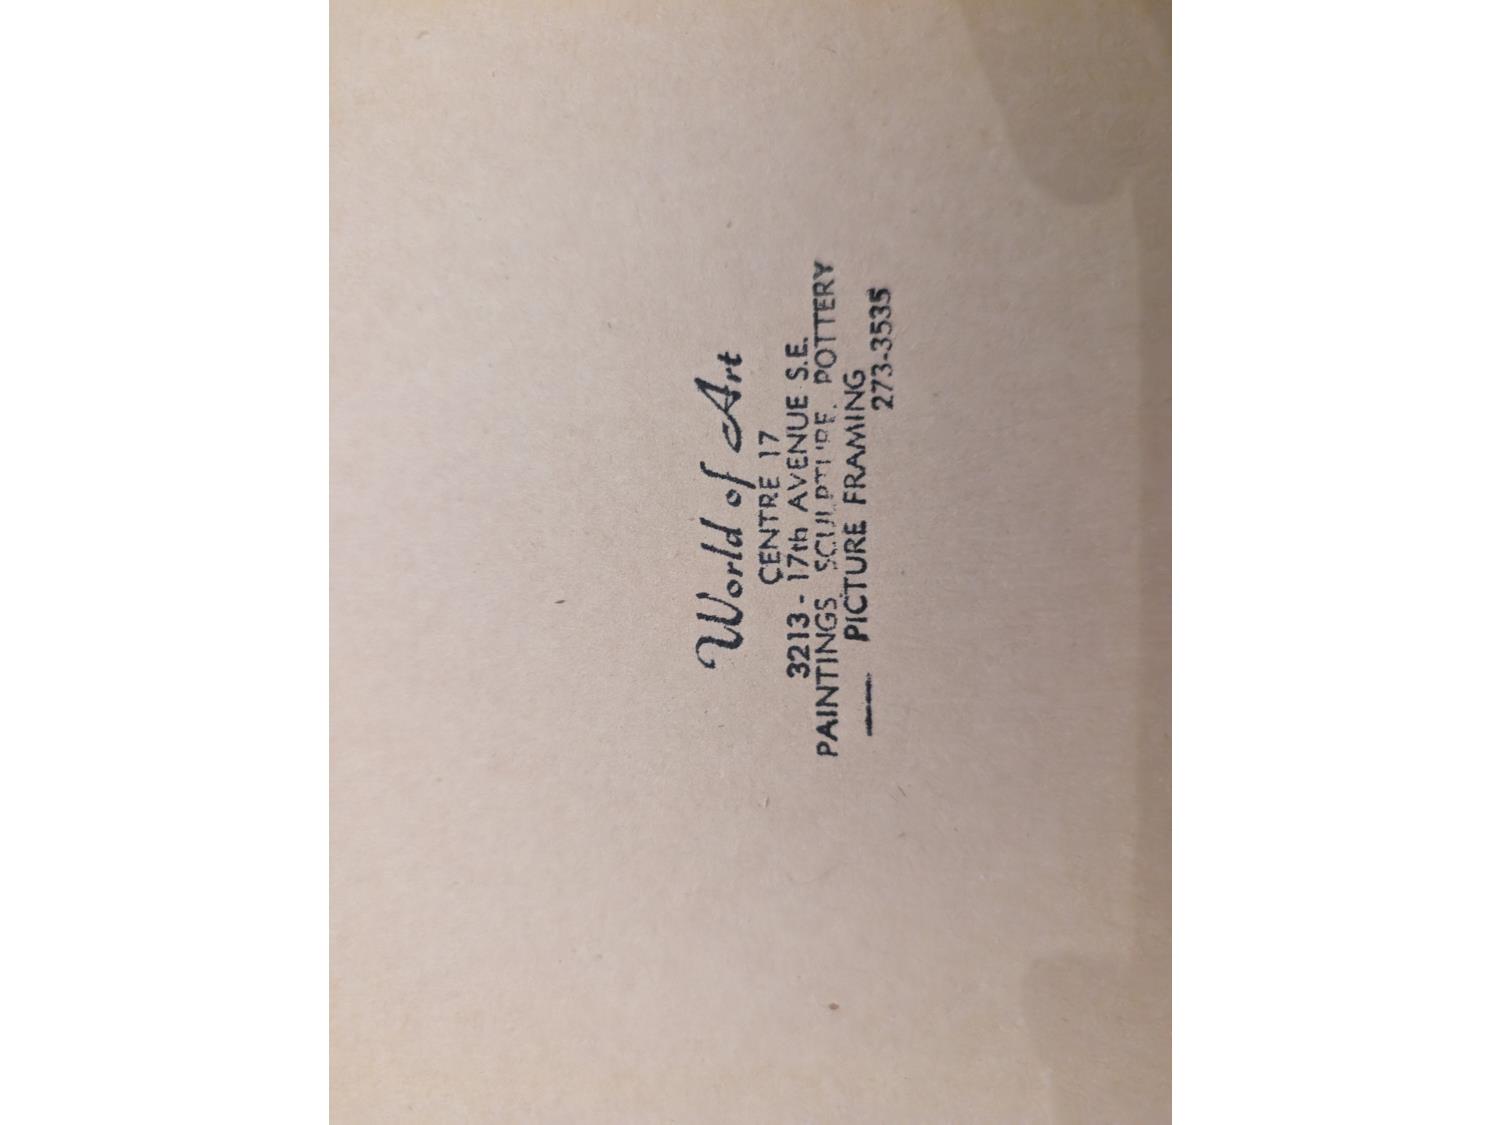 World of Art
CENTRE 17
3213 - 17th AVENUE S.E.
PAINTINGS SCULPTURE, POTTERY
PICTURE FRAMING
273-3535